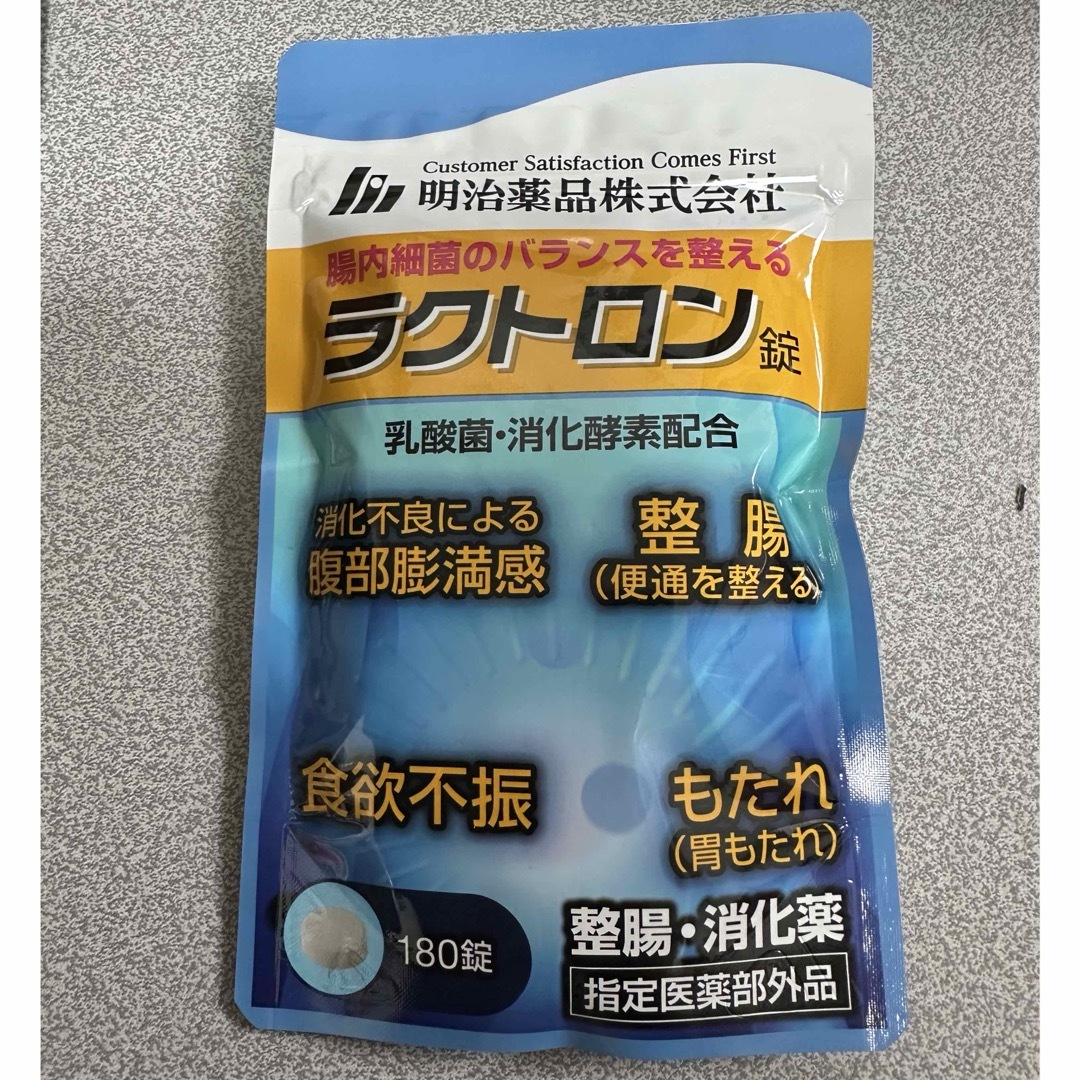 Customer Satisfaction Comes First
明治薬品株式会社
腸内細菌のバランスを整える
ラクトロン錠
乳酸菌・消化酵素配合
消化不良による
腹部膨満感
整腸
(便通を整える)
食欲不振
もたれ
(胃もたれ)
180錠
整腸・消化薬
指定医薬部外品